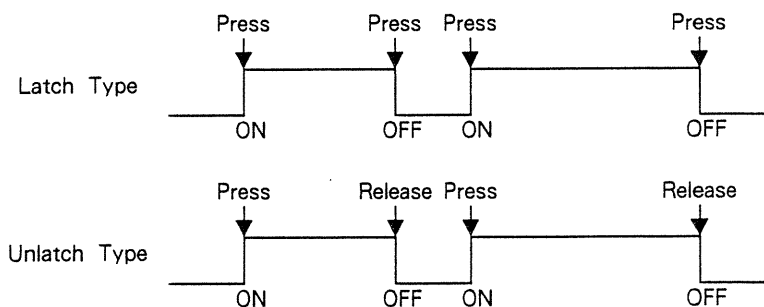 Press Press Press Press
Latch Type
ON OFF ON OFF
Press Release Press Release
Unlatch Type
ON OFF ON OFF